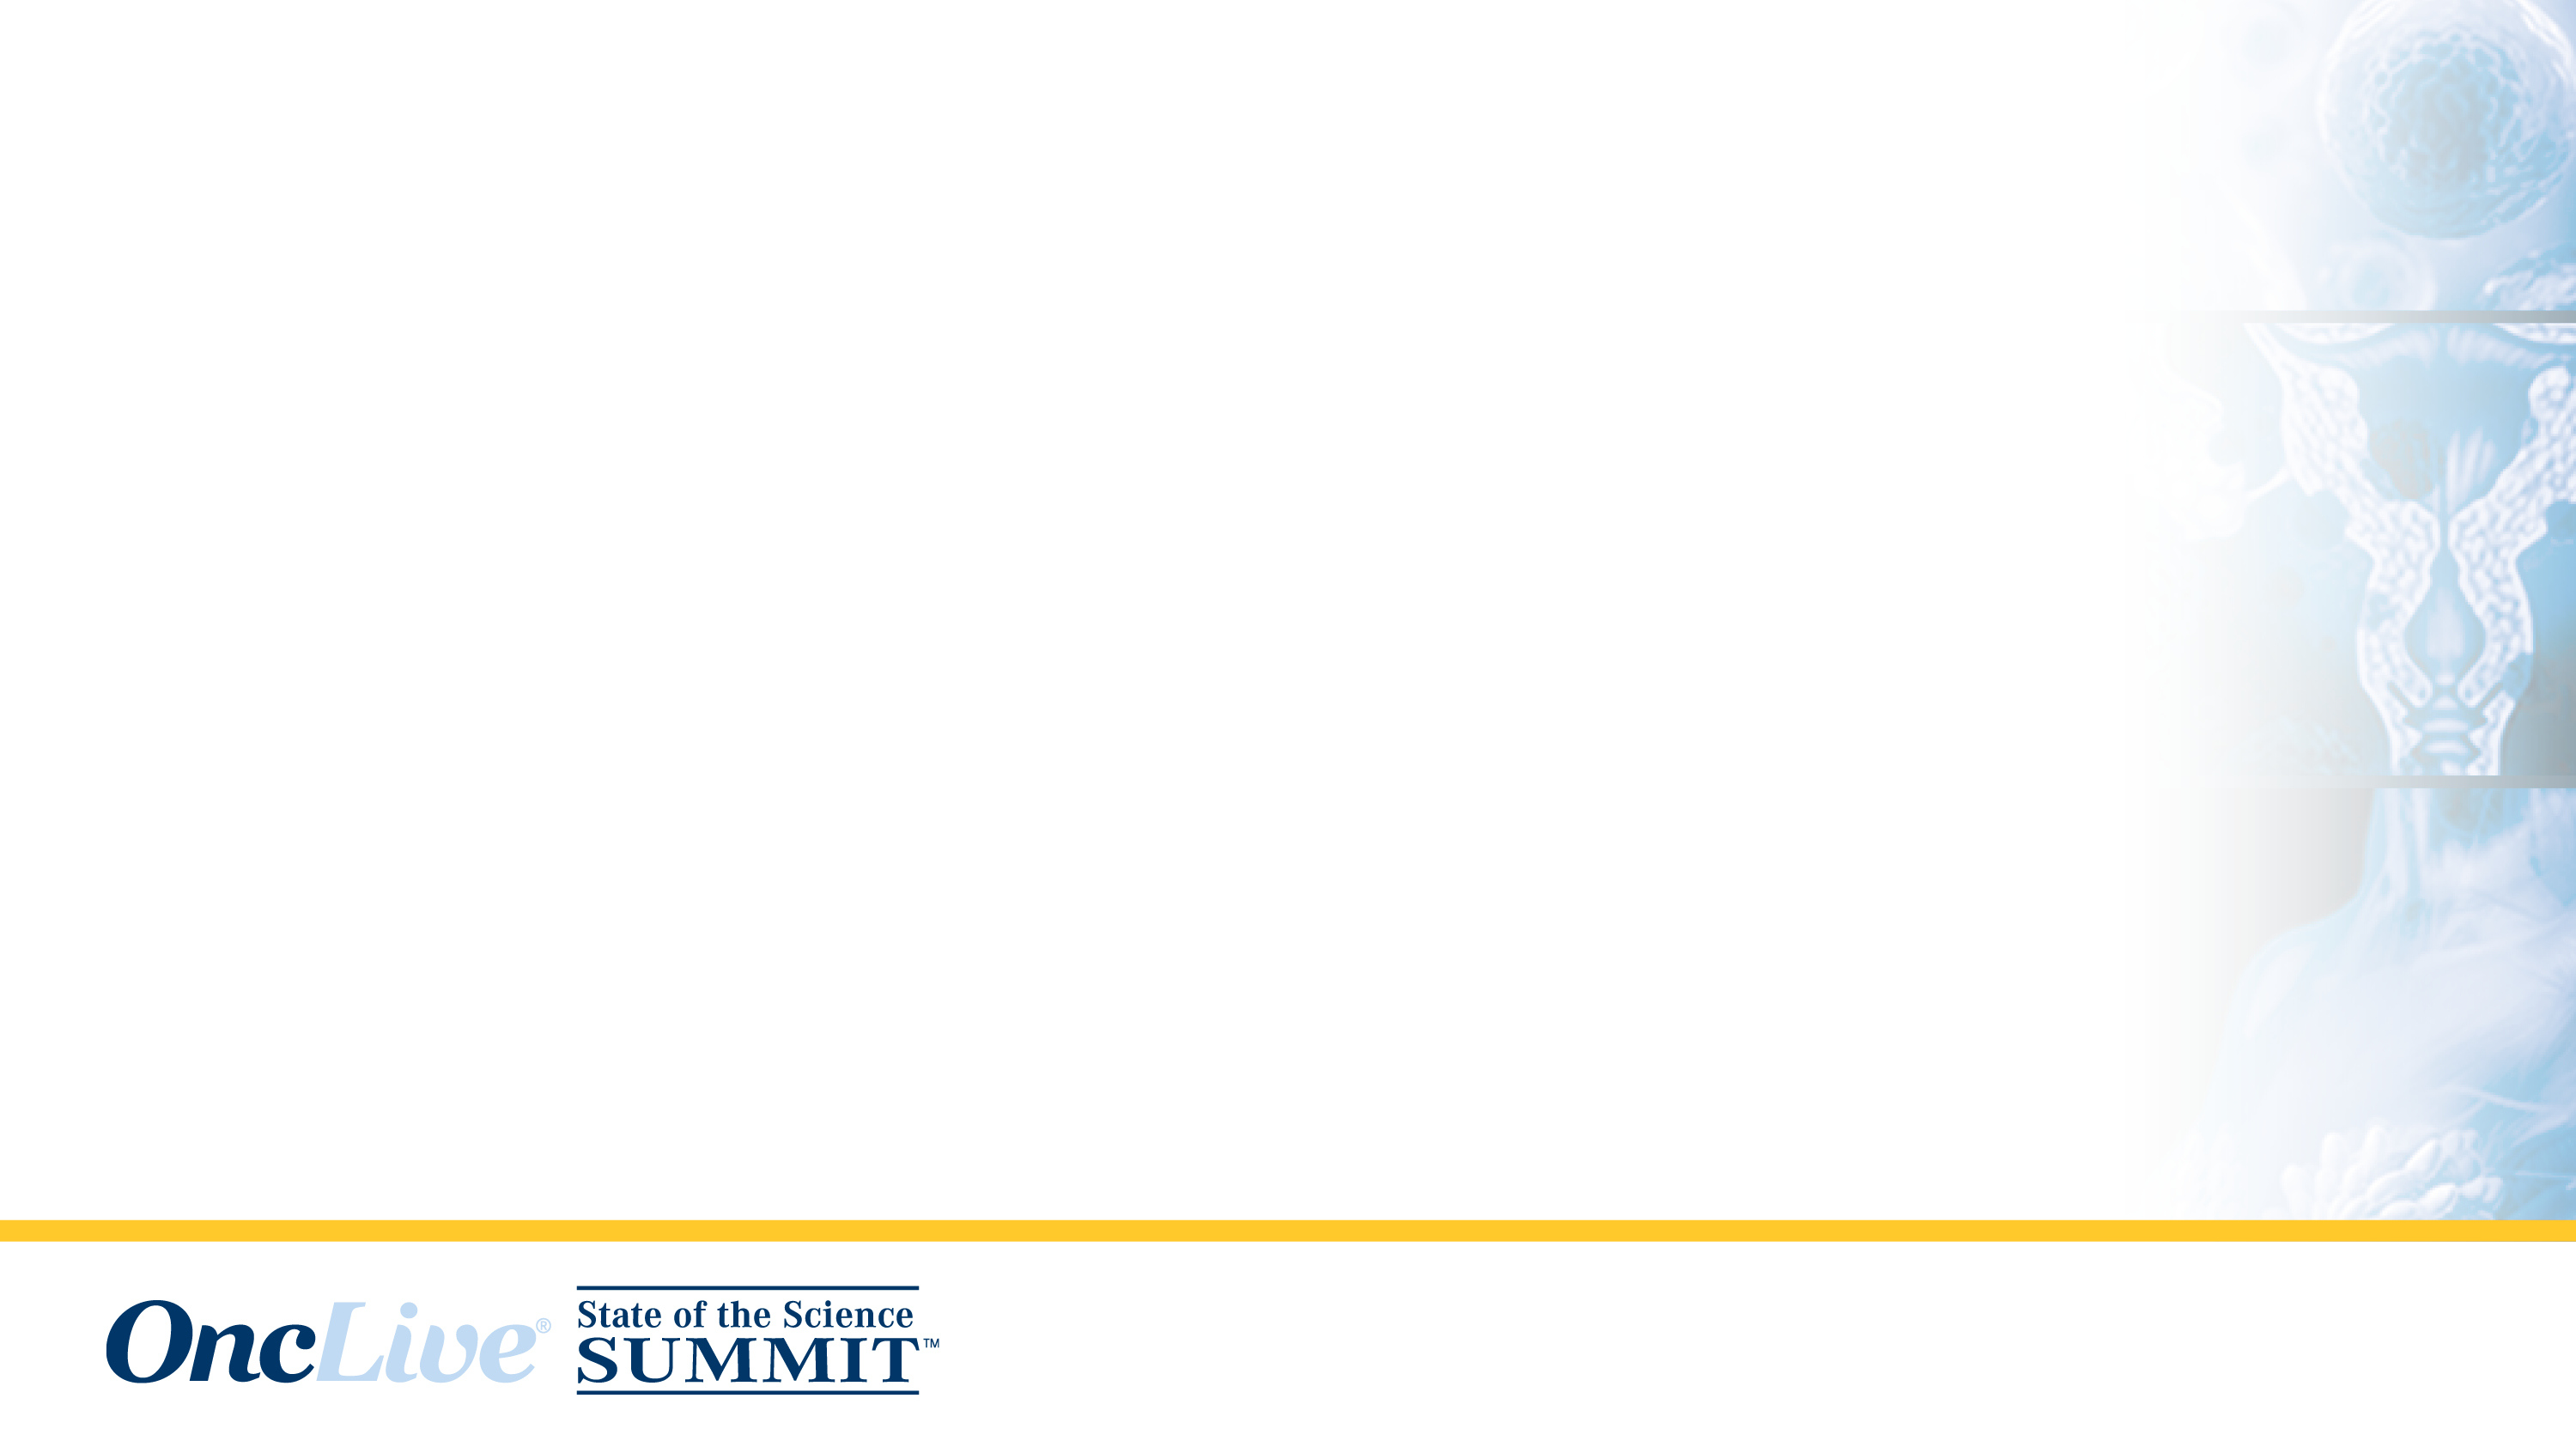 OncLive®
State of the Science
SUMMIT™